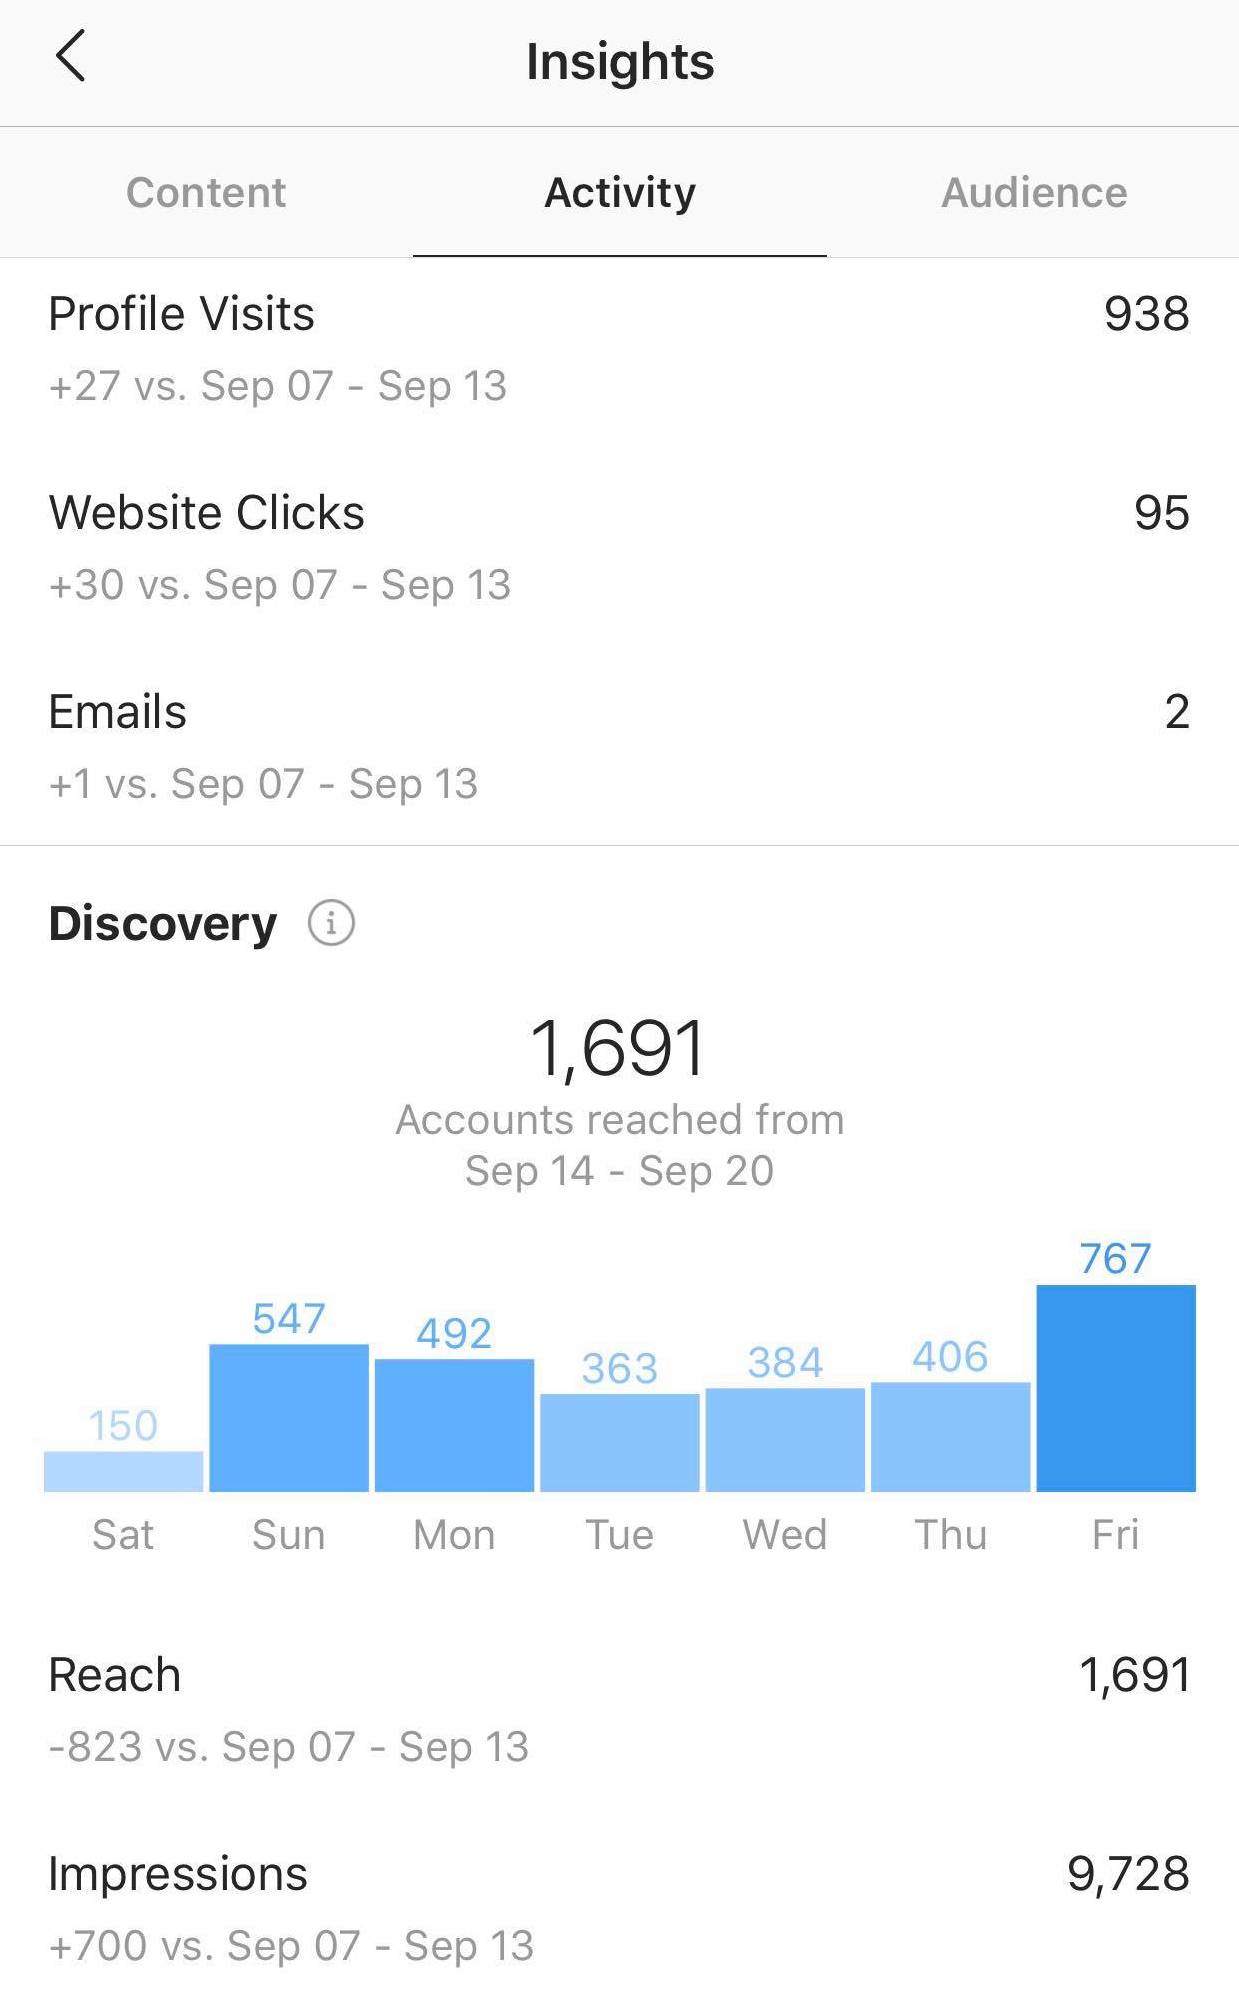 Insights
Content Activity Audience
Profile Visits 938
+27 vs. Sep 07 - Sep 13
Website Clicks 95
+30 vs. Sep 07 - Sep 13
Emails 2
+1 vs. Sep 07 - Sep 13
Discovery i
1,691
Accounts reached from
Sep 14 - Sep 20
150 547 492 363 384 406 767
Sat Sun Mon Tue Wed Thu Fri
Reach 1,691
-823 vs. Sep 07 - Sep 13
Impressions 9,728
+700 vs. Sep 07 - Sep 13